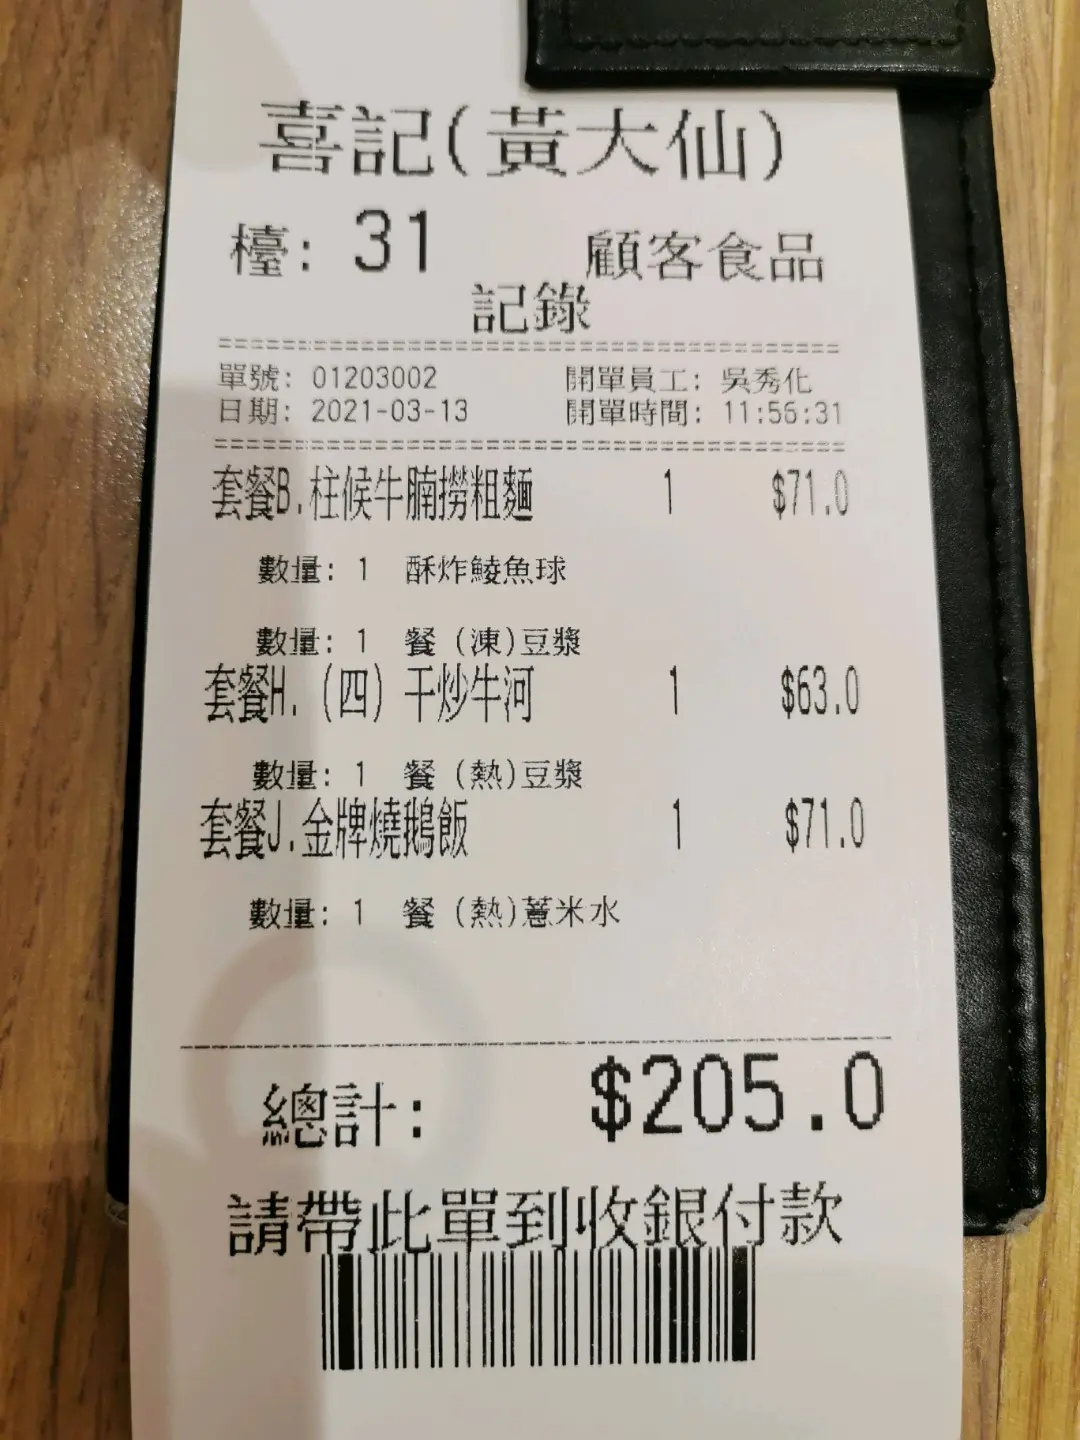 喜記(黃大仙)
檯: 31 顧客食品
記錄
單號: 01203002 開單員工: 吳秀化
日期: 2021-03-13 開單時間: 11:56:31
套餐B.柱候牛腩撈粗麵 1 $71.0
數量: 1 酥炸鯪魚球
數量: 1 餐 (凍)豆漿
套餐H. (四) 干炒牛河 1 $63.0
數量: 1 餐 (熱)豆漿
套餐J.金牌燒鵝飯 1 $71.0
數量: 1 餐 (熱)薏米水
總計: $205.0
請帶此單到收銀付款